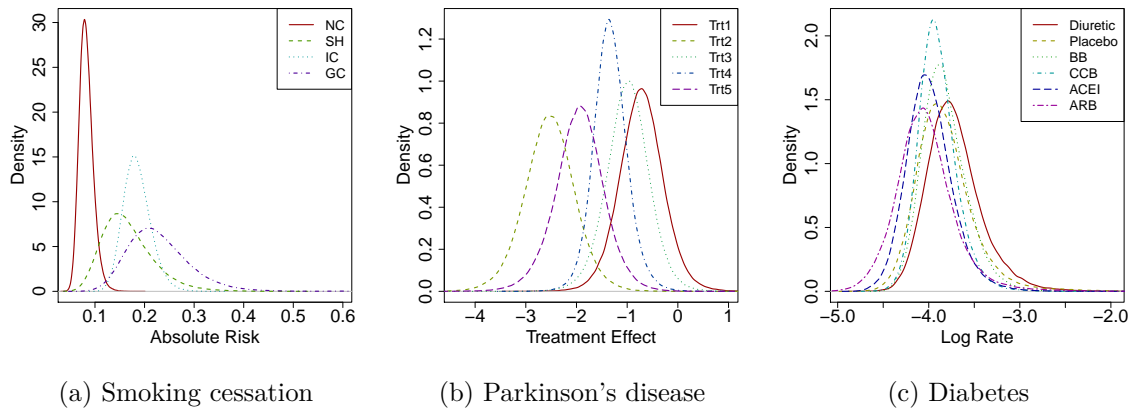 NC
SH
IC
GC
Density
0 5 10 15 20 25 30
0.1 0.2 0.3 0.4 0.5 0.6
Absolute Risk
(a) Smoking cessation
Trt1
Trt2
Trt3
Trt4
Trt5
Density
0.0 0.2 0.4 0.6 0.8 1.0 1.2
−4 −3 −2 −1 0 1
Treatment Effect
(b) Parkinson's disease
Diuretic
Placebo
BB
CCB
ACEI
ARB
Density
0.0 0.5 1.0 1.5 2.0
−5.0 −4.0 −3.0 −2.0
Log Rate
(c) Diabetes